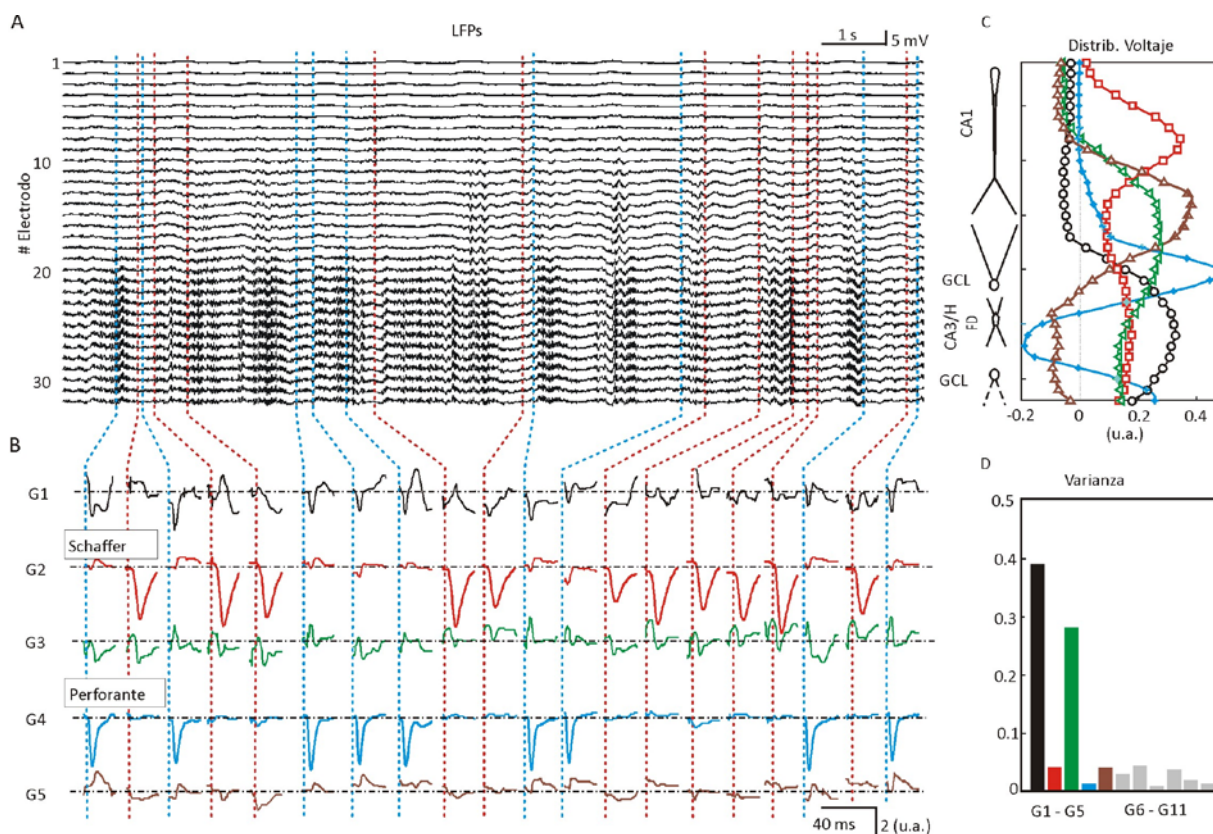 A
LFPs
1 s
5 mV
1
10
20
30
# Electrodo
B
G1
Schaffer
G2
G3
Perforante
G4
G5
40 ms
2 (u.a.)
C
Distrib. Voltaje
CA1
GCL
CA3/H
FD
GCL
-0.2
0
0.2
0.4
(u.a.)
D
Varianza
0.5
0.4
0.3
0.2
0.1
0
G1 - G5
G6 - G11